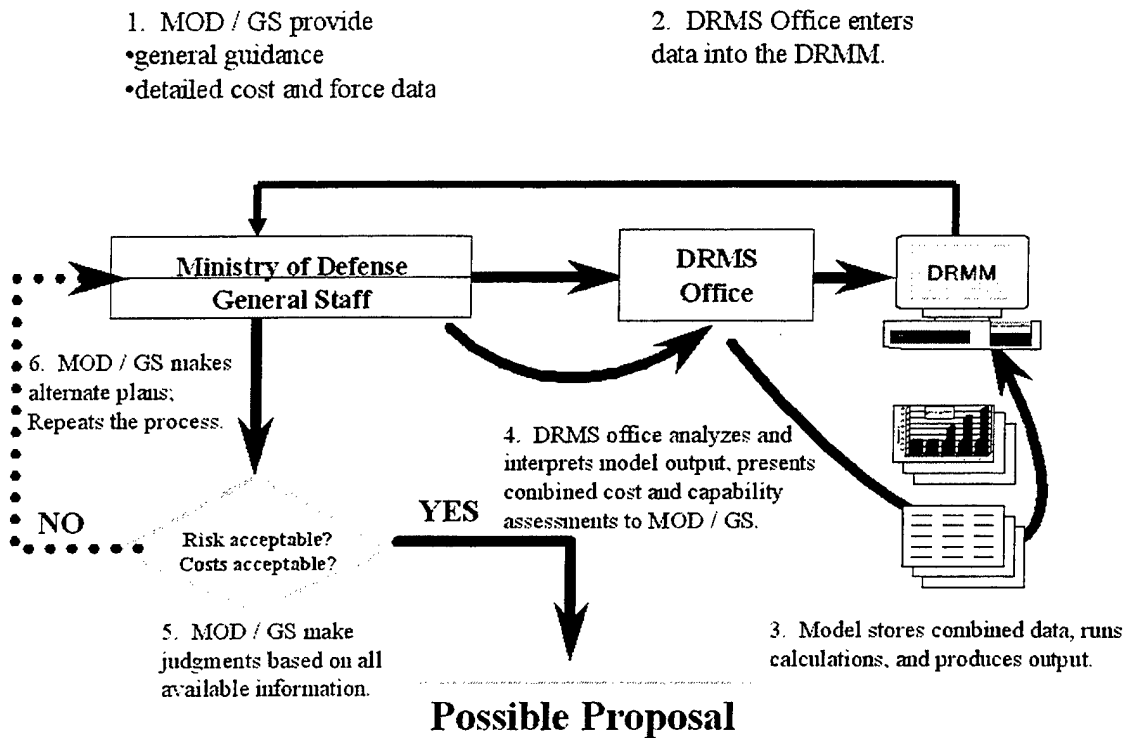 1. MOD / GS provide
•general guidance
•detailed cost and force data
2. DRMS Office enters
data into the DRMM.
Ministry of Defense
General Staff
DRMS
Office
DRMM
6. MOD / GS makes
alternate plans;
Repeats the process.
4. DRMS office analyzes and
interprets model output, presents
combined cost and capability
assessments to MOD / GS.
NO
YES
Risk acceptable?
Costs acceptable?
5. MOD / GS make
judgments based on all
available information.
3. Model stores combined data, runs
calculations, and produces output.
Possible Proposal